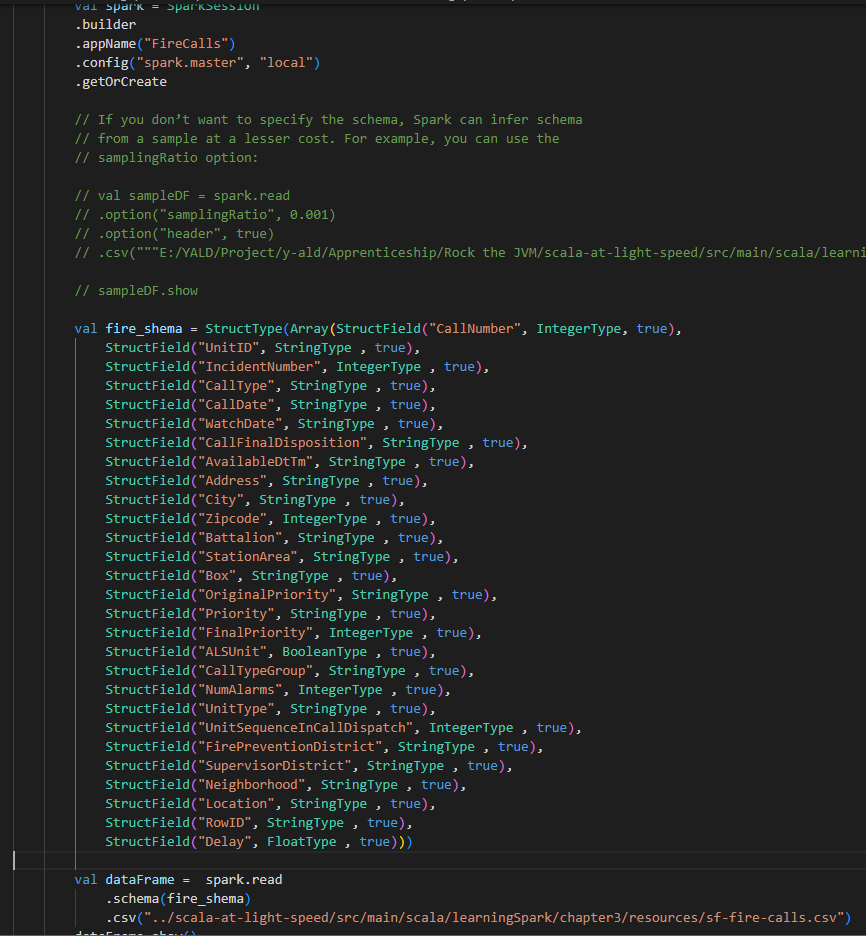 val spark = SparkSession
.builder
.appName("FireCalls")
.config("spark.master", "local")
.getOrCreate
// If you don’t want to specify the schema, Spark can infer schema
// from a sample at a lesser cost. For example, you can use the
// samplingRatio option:
// val sampleDF = spark.read
// .option("samplingRatio", 0.001)
// .option("header", true)
// .csv("""E:/YALD/Project/y-ald/Apprenticeship/Rock the JVM/scala-at-light-speed/src/main/scala/learni
// sampleDF.show
val fire_shema = StructType(Array(StructField("CallNumber", IntegerType, true),
StructField("UnitID", StringType , true),
StructField("IncidentNumber", IntegerType , true),
StructField("CallType", StringType , true),
StructField("CallDate", StringType , true),
StructField("WatchDate", StringType , true),
StructField("CallFinalDisposition", StringType , true),
StructField("AvailableDtTm", StringType , true),
StructField("Address", StringType , true),
StructField("City", StringType , true),
StructField("Zipcode", IntegerType , true),
StructField("Battalion", StringType , true),
StructField("StationArea", StringType , true),
StructField("Box", StringType , true),
StructField("OriginalPriority", StringType , true),
StructField("Priority", StringType , true),
StructField("FinalPriority", IntegerType , true),
StructField("ALSUnit", BooleanType , true),
StructField("CallTypeGroup", StringType , true),
StructField("NumAlarms", IntegerType , true),
StructField("UnitType", StringType , true),
StructField("UnitSequenceInCallDispatch", IntegerType , true),
StructField("FirePreventionDistrict", StringType , true),
StructField("SupervisorDistrict", StringType , true),
StructField("Neighborhood", StringType , true),
StructField("Location", StringType , true),
StructField("RowID", StringType , true),
StructField("Delay", FloatType , true)))
val dataFrame =  spark.read
.schema(fire_shema)
.csv("../scala-at-light-speed/src/main/scala/learningSpark/chapter3/resources/sf-fire-calls.csv")